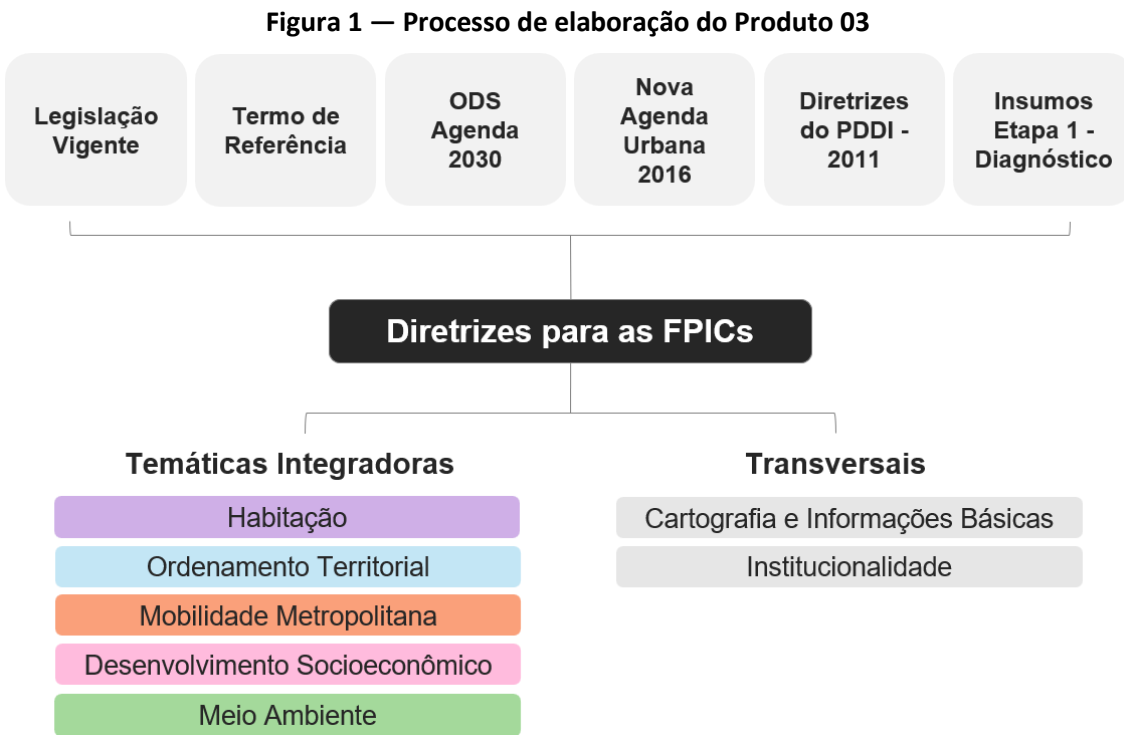 Figura 1 — Processo de elaboração do Produto 03
Legislação
Vigente
Termo de
Referência
ODS
Agenda
2030
Nova
Agenda
Urbana
2016
Diretrizes
do PDDI -
2011
Insumos
Etapa 1 -
Diagnóstico
Diretrizes para as FPICs
Temáticas Integradoras
Habitação
Ordenamento Territorial
Mobilidade Metropolitana
Desenvolvimento Socioeconômico
Meio Ambiente
Transversais
Cartografia e Informações Básicas
Institucionalidade